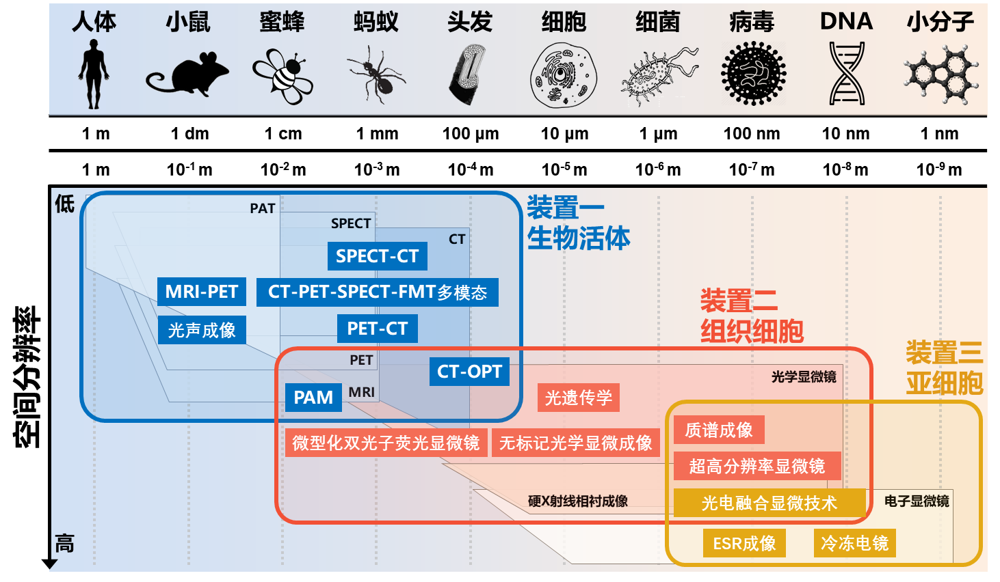 人体 小鼠 蜜蜂 蚂蚁 头发 细胞 细菌 病毒 DNA 小分子
1 m 1 dm 1 cm 1 mm 100 μm 10 μm 1 μm 100 nm 10 nm 1 nm
1 m 10⁻¹ m 10⁻² m 10⁻³ m 10⁻⁴ m 10⁻⁵ m 10⁻⁶ m 10⁻⁷ m 10⁻⁸ m 10⁻⁹ m
空间分辨率
低
高
装置一
生物活体
PAT
SPECT
CT
SPECT-CT
MRI-PET
CT-PET-SPECT-FMT多模态
光声成像
PET-CT
PET
CT-OPT
MRI
PAM
装置二
组织细胞
光学显微镜
光遗传学
微型化双光子荧光显微镜
无标记光学显微成像
质谱成像
超高分辨率显微镜
硬X射线相衬成像
装置三
亚细胞
光电融合显微技术
电子显微镜
ESR成像
冷冻电镜